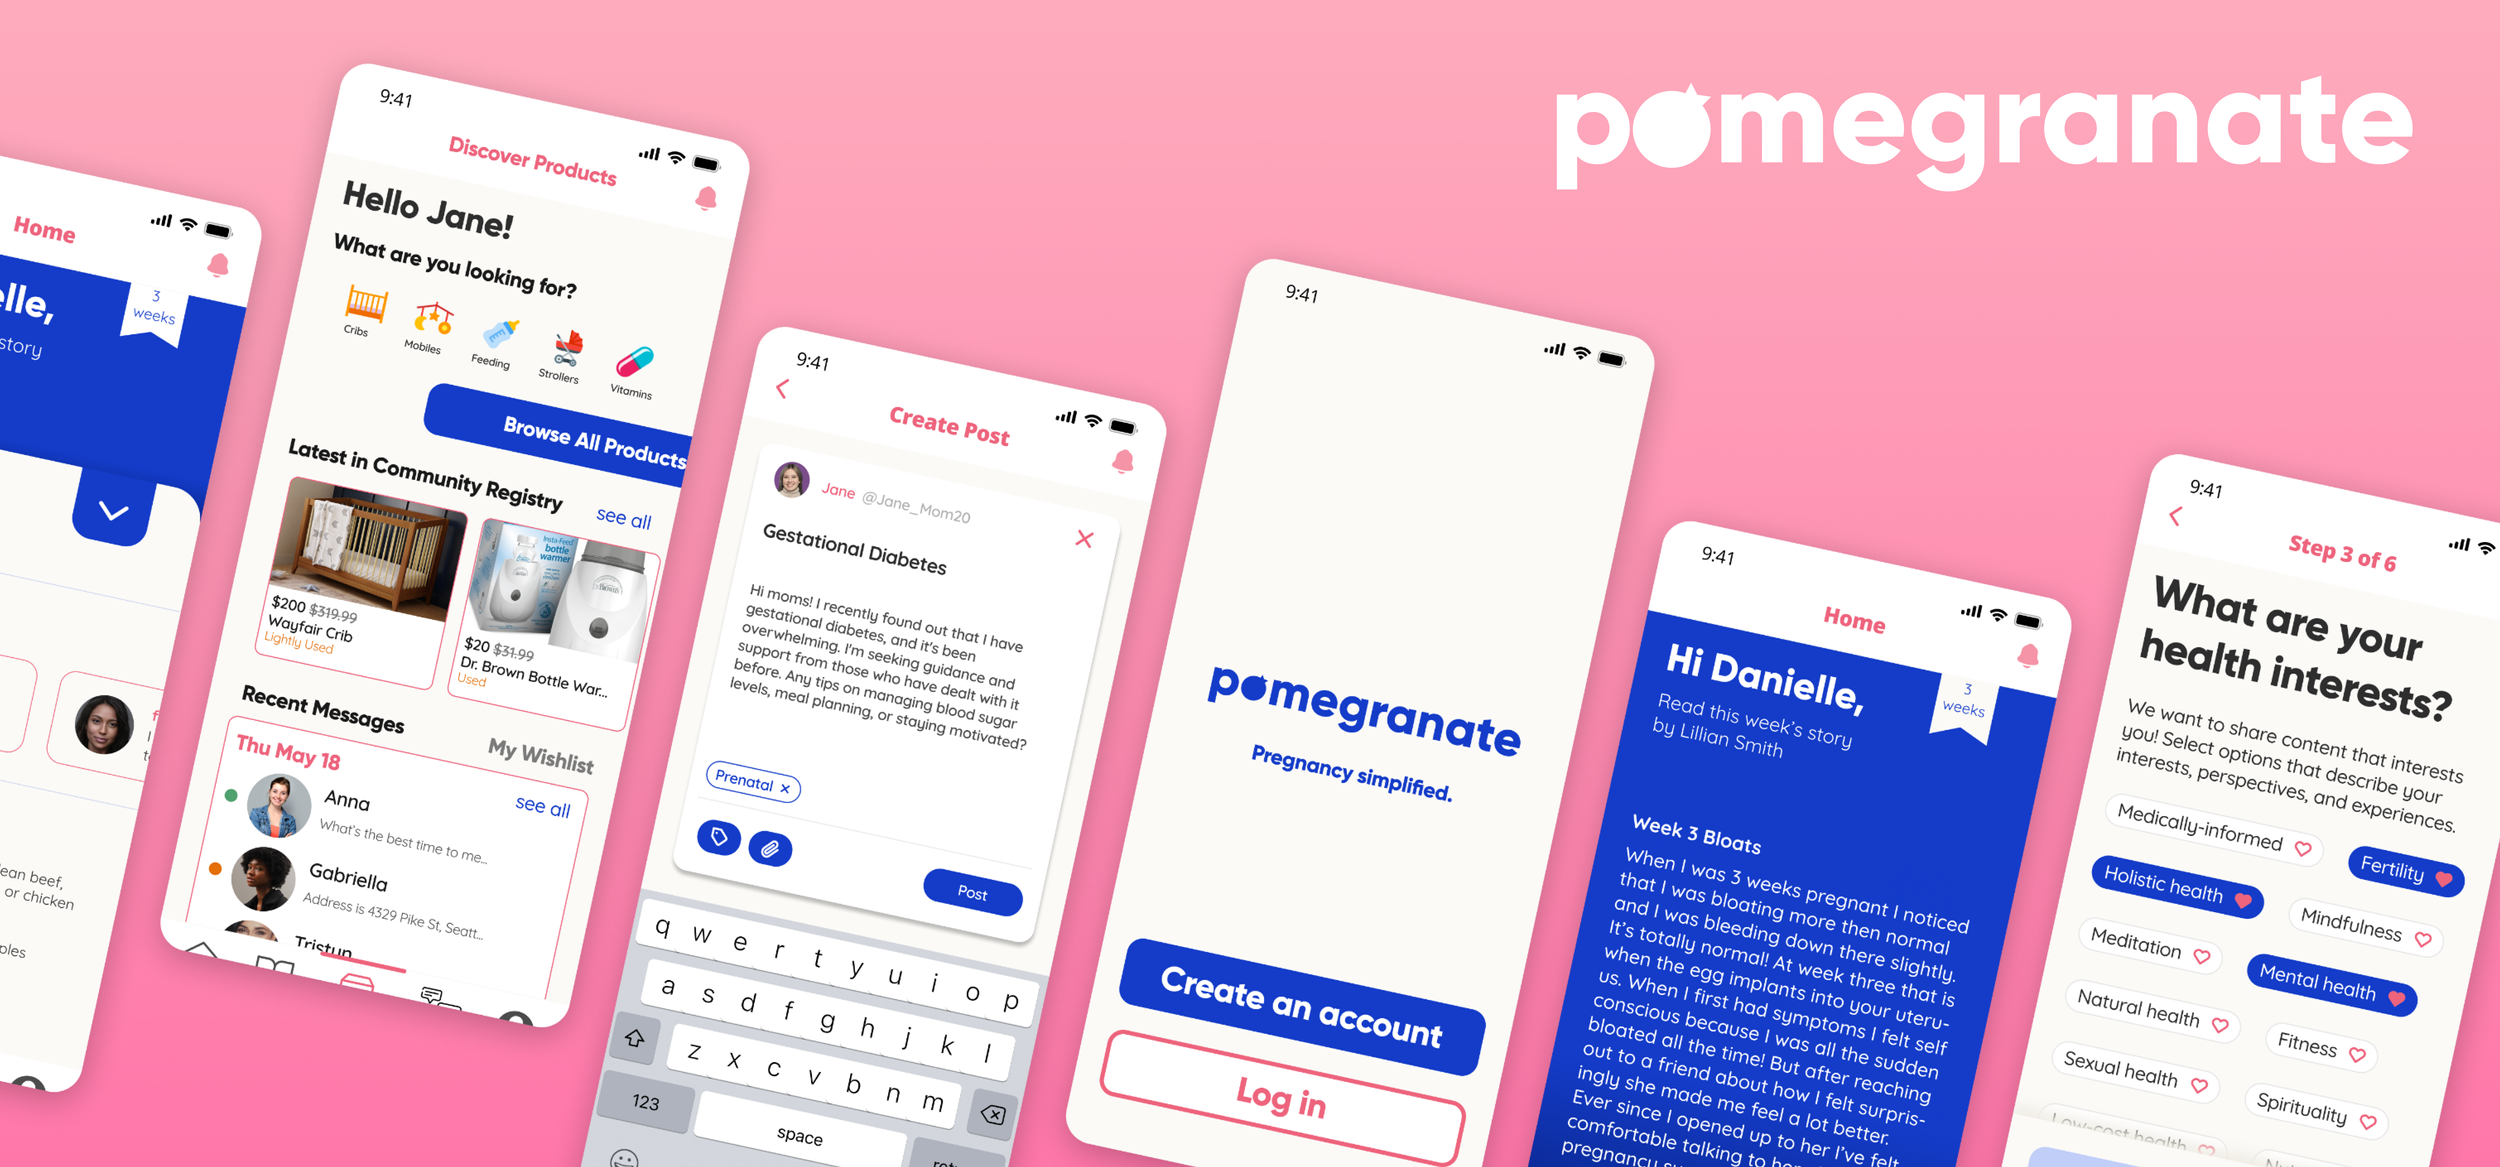 pomegranate
Home
elle,
story
3
weeks
ean beef,
or chicken
ples
9:41
Discover Products
Hello Jane!
What are you looking for?
Cribs
Mobiles
Feeding
Strollers
Vitamins
Browse All Products
Latest in Community Registry
see all
Insta-Feed
bottle
warmer
$200 $319.99
Wayfair Crib
Lightly Used
$20 $31.99
Dr. Brown Bottle War...
Used
Recent Messages
My Wishlist
Thu May 18
see all
Anna
What's the best time to me...
Gabriella
Address is 4329 Pike St, Seatt...
Tristun
9:41
Create Post
Jane @Jane_Mom20
Gestational Diabetes
Hi moms! I recently found out that I have
gestational diabetes, and it's been
overwhelming. I'm seeking guidance and
support from those who have dealt with it
before. Any tips on managing blood sugar
levels, meal planning, or staying motivated?
Prenatal ×
Post
q w e r t y u i o p
a s d f g h j k l
z x c v b n m
123
space
9:41
pomegranate
Pregnancy simplified.
Create an account
Log in
9:41
Home
Hi Danielle,
Read this week's story
by Lillian Smith
3
weeks
Week 3 Bloats
When I was 3 weeks pregnant I noticed
that I was bloating more then normal
and I was bleeding down there slightly.
It's totally normal! At week three that is
when the egg implants into your uteru-
us. When I first had symptoms I felt self
conscious because I was all the sudden
bloated all the time! But after reaching
out to a friend about how I felt surpris-
ingly she made me feel a lot better.
Ever since I opened up to her I've felt
comfortable talking to her
pregnancy
9:41
Step 3 of 6
What are your
health interests?
We want to share content that interests
you! Select options that describe your
interests, perspectives, and experiences.
Medically-informed
Fertility
Holistic health
Mindfulness
Meditation
Mental health
Natural health
Fitness
Sexual health
Spirituality
Low-cost health